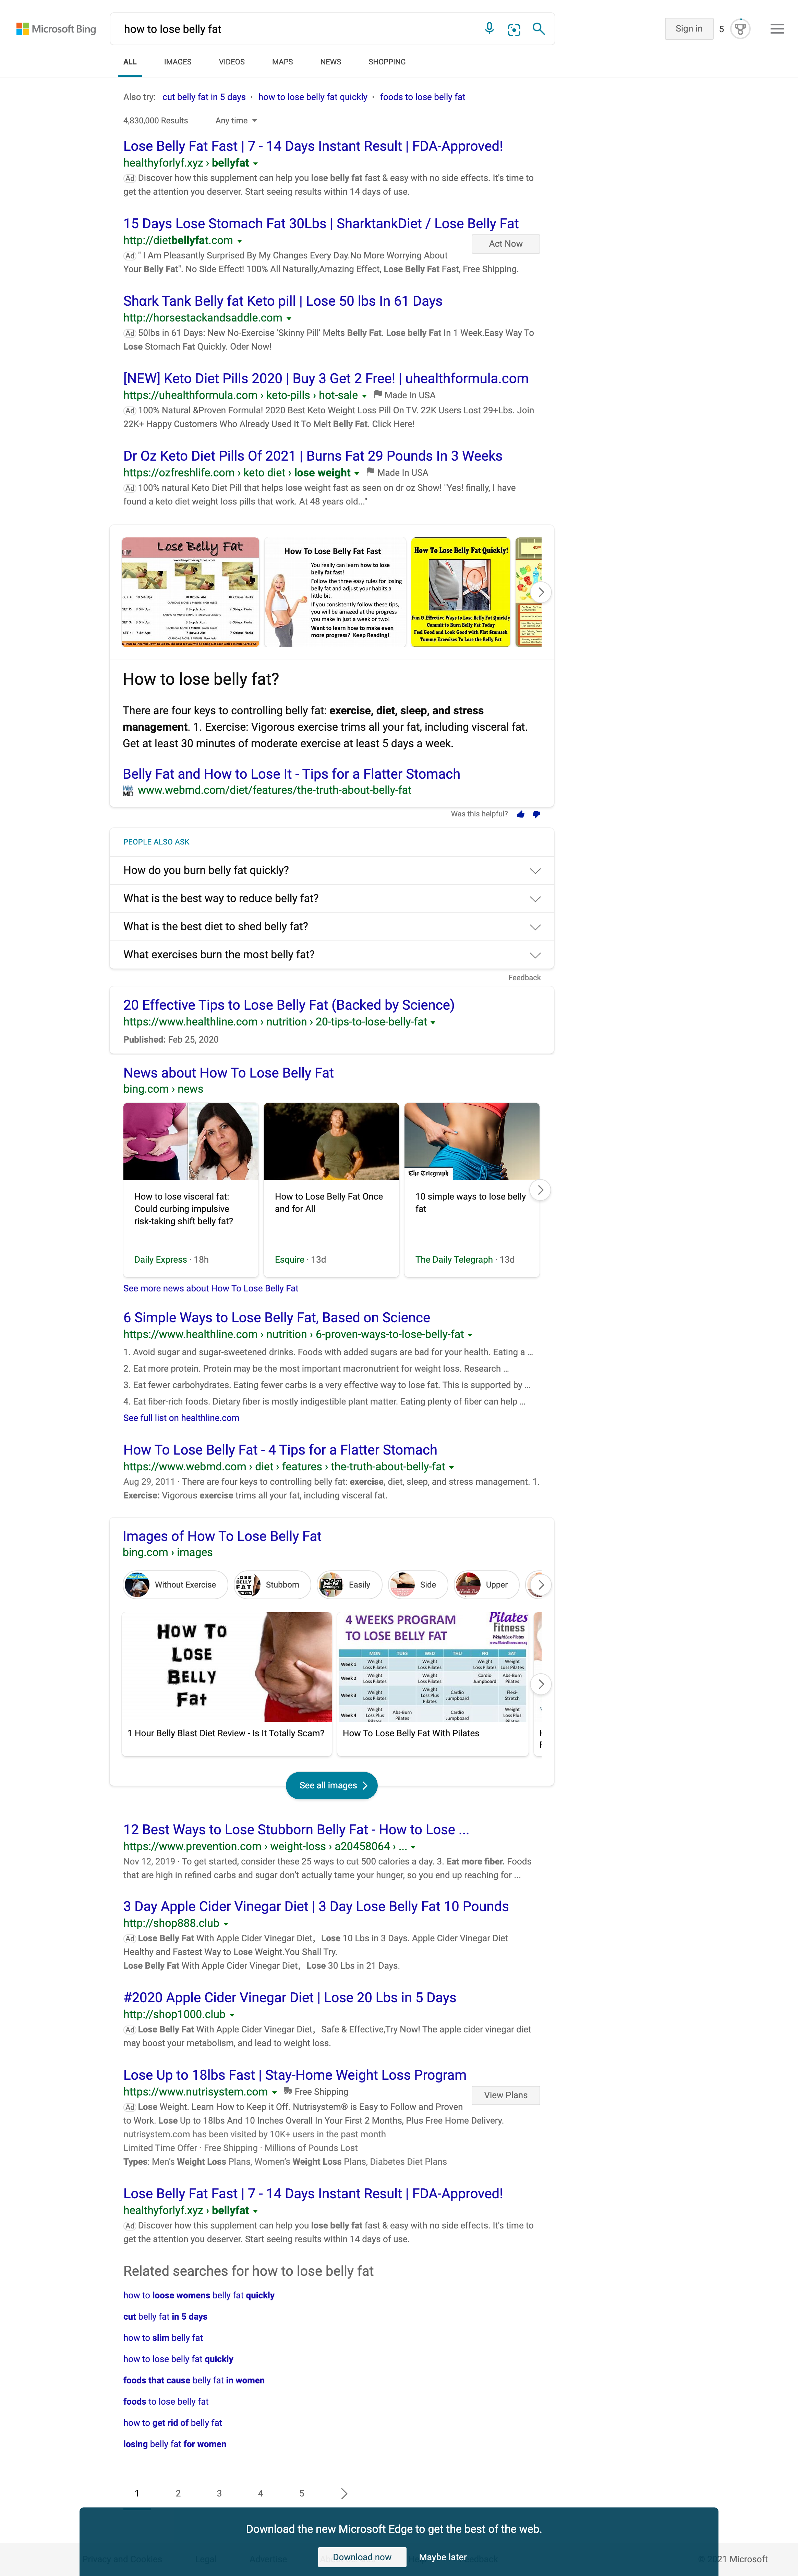 Microsoft Bing
how to lose belly fat
Sign in
5
ALL
IMAGES
VIDEOS
MAPS
NEWS
SHOPPING
Also try: cut belly fat in 5 days · how to lose belly fat quickly · foods to lose belly fat
4,830,000 Results
Any time
Lose Belly Fat Fast | 7 - 14 Days Instant Result | FDA-Approved!
healthyforlyf.xyz › bellyfat
Ad Discover how this supplement can help you lose belly fat fast & easy with no side effects. It's time to
get the attention you deserver. Start seeing results within 14 days of use.
15 Days Lose Stomach Fat 30Lbs | SharktankDiet / Lose Belly Fat
http://dietbellyfat.com
Act Now
Ad " I Am Pleasantly Surprised By My Changes Every Day.No More Worrying About
Your Belly Fat". No Side Effect! 100% All Naturally,Amazing Effect, Lose Belly Fat Fast, Free Shipping.
Shɑrk Tank Belly fat Keto pill | Lose 50 lbs In 61 Days
http://horsestackandsaddle.com
Ad 50lbs in 61 Days: New No-Exercise 'Skinny Pill' Melts Belly Fat. Lose belly Fat In 1 Week.Easy Way To
Lose Stomach Fat Quickly. Oder Now!
[NEW] Keto Diet Pills 2020 | Buy 3 Get 2 Free! | uhealthformula.com
https://uhealthformula.com › keto-pills › hot-sale
Made In USA
Ad 100% Natural &Proven Formula! 2020 Best Keto Weight Loss Pill On TV. 22K Users Lost 29+Lbs. Join
22K+ Happy Customers Who Already Used It To Melt Belly Fat. Click Here!
Dr Oz Keto Diet Pills Of 2021 | Burns Fat 29 Pounds In 3 Weeks
https://ozfreshlife.com › keto diet › lose weight
Made In USA
Ad 100% natural Keto Diet Pill that helps lose weight fast as seen on dr oz Show! "Yes! finally, I have
found a keto diet weight loss pills that work. At 48 years old..."
Lose Belly Fat
How To Lose Belly Fat Fast
You really can learn how to lose
belly fat fast!
Follow the three easy rules for losing
belly fat and adjust your habits a
little bit.
If you consistently follow these tips,
you will be amazed at the progress
you make in just a week or two!
Want to learn how to make even
more progress? Keep Reading!
How To Lose Belly Fat Quickly!
Fun & Effective Ways to Lose Belly Fat Quickly
Commit to Burn Belly Fat Today
Feel Good and Look Good with Flat Stomach
Tummy Exercises To Lose the Belly Fat
How to lose belly fat?
There are four keys to controlling belly fat: exercise, diet, sleep, and stress
management. 1. Exercise: Vigorous exercise trims all your fat, including visceral fat.
Get at least 30 minutes of moderate exercise at least 5 days a week.
Belly Fat and How to Lose It - Tips for a Flatter Stomach
www.webmd.com/diet/features/the-truth-about-belly-fat
Was this helpful?
PEOPLE ALSO ASK
How do you burn belly fat quickly?
What is the best way to reduce belly fat?
What is the best diet to shed belly fat?
What exercises burn the most belly fat?
Feedback
20 Effective Tips to Lose Belly Fat (Backed by Science)
https://www.healthline.com › nutrition › 20-tips-to-lose-belly-fat
Published: Feb 25, 2020
News about How To Lose Belly Fat
bing.com › news
The Telegraph
How to lose visceral fat:
Could curbing impulsive
risk-taking shift belly fat?
Daily Express · 18h
How to Lose Belly Fat Once
and for All
Esquire · 13d
10 simple ways to lose belly
fat
The Daily Telegraph · 13d
See more news about How To Lose Belly Fat
6 Simple Ways to Lose Belly Fat, Based on Science
https://www.healthline.com › nutrition › 6-proven-ways-to-lose-belly-fat
1. Avoid sugar and sugar-sweetened drinks. Foods with added sugars are bad for your health. Eating a ...
2. Eat more protein. Protein may be the most important macronutrient for weight loss. Research ...
3. Eat fewer carbohydrates. Eating fewer carbs is a very effective way to lose fat. This is supported by ...
4. Eat fiber-rich foods. Dietary fiber is mostly indigestible plant matter. Eating plenty of fiber can help ...
See full list on healthline.com
How To Lose Belly Fat - 4 Tips for a Flatter Stomach
https://www.webmd.com › diet › features › the-truth-about-belly-fat
Aug 29, 2011 · There are four keys to controlling belly fat: exercise, diet, sleep, and stress management. 1.
Exercise: Vigorous exercise trims all your fat, including visceral fat.
Images of How To Lose Belly Fat
bing.com › images
Without Exercise
Stubborn
Easily
Side
Upper
How To
Lose
Belly
Fat
4 WEEKS PROGRAM
TO LOSE BELLY FAT
Pilates
Fitness
MON TUES WED THU FRI SAT
Week 1
Week 2
Week 3
Week 4
1 Hour Belly Blast Diet Review - Is It Totally Scam?
How To Lose Belly Fat With Pilates
See all images
12 Best Ways to Lose Stubborn Belly Fat - How to Lose ...
https://www.prevention.com › weight-loss › a20458064 › ...
Nov 12, 2019 · To get started, consider these 25 ways to cut 500 calories a day. 3. Eat more fiber. Foods
that are high in refined carbs and sugar don't actually tame your hunger, so you end up reaching for ...
3 Day Apple Cider Vinegar Diet | 3 Day Lose Belly Fat 10 Pounds
http://shop888.club
Ad Lose Belly Fat With Apple Cider Vinegar Diet， Lose 10 Lbs in 3 Days. Apple Cider Vinegar Diet
Healthy and Fastest Way to Lose Weight.You Shall Try.
Lose Belly Fat With Apple Cider Vinegar Diet， Lose 30 Lbs in 21 Days.
#2020 Apple Cider Vinegar Diet | Lose 20 Lbs in 5 Days
http://shop1000.club
Ad Lose Belly Fat With Apple Cider Vinegar Diet， Safe & Effective,Try Now! The apple cider vinegar diet
may boost your metabolism, and lead to weight loss.
Lose Up to 18lbs Fast | Stay-Home Weight Loss Program
https://www.nutrisystem.com
Free Shipping
View Plans
Ad Lose Weight. Learn How to Keep it Off. Nutrisystem® is Easy to Follow and Proven
to Work. Lose Up to 18lbs And 10 Inches Overall In Your First 2 Months, Plus Free Home Delivery.
nutrisystem.com has been visited by 10K+ users in the past month
Limited Time Offer · Free Shipping · Millions of Pounds Lost
Types: Men's Weight Loss Plans, Women's Weight Loss Plans, Diabetes Diet Plans
Lose Belly Fat Fast | 7 - 14 Days Instant Result | FDA-Approved!
healthyforlyf.xyz › bellyfat
Ad Discover how this supplement can help you lose belly fat fast & easy with no side effects. It's time to
get the attention you deserver. Start seeing results within 14 days of use.
Related searches for how to lose belly fat
how to loose womens belly fat quickly
cut belly fat in 5 days
how to slim belly fat
how to lose belly fat quickly
foods that cause belly fat in women
foods to lose belly fat
how to get rid of belly fat
losing belly fat for women
1 2 3 4 5
Download the new Microsoft Edge to get the best of the web.
Download now
Maybe later
21 Microsoft